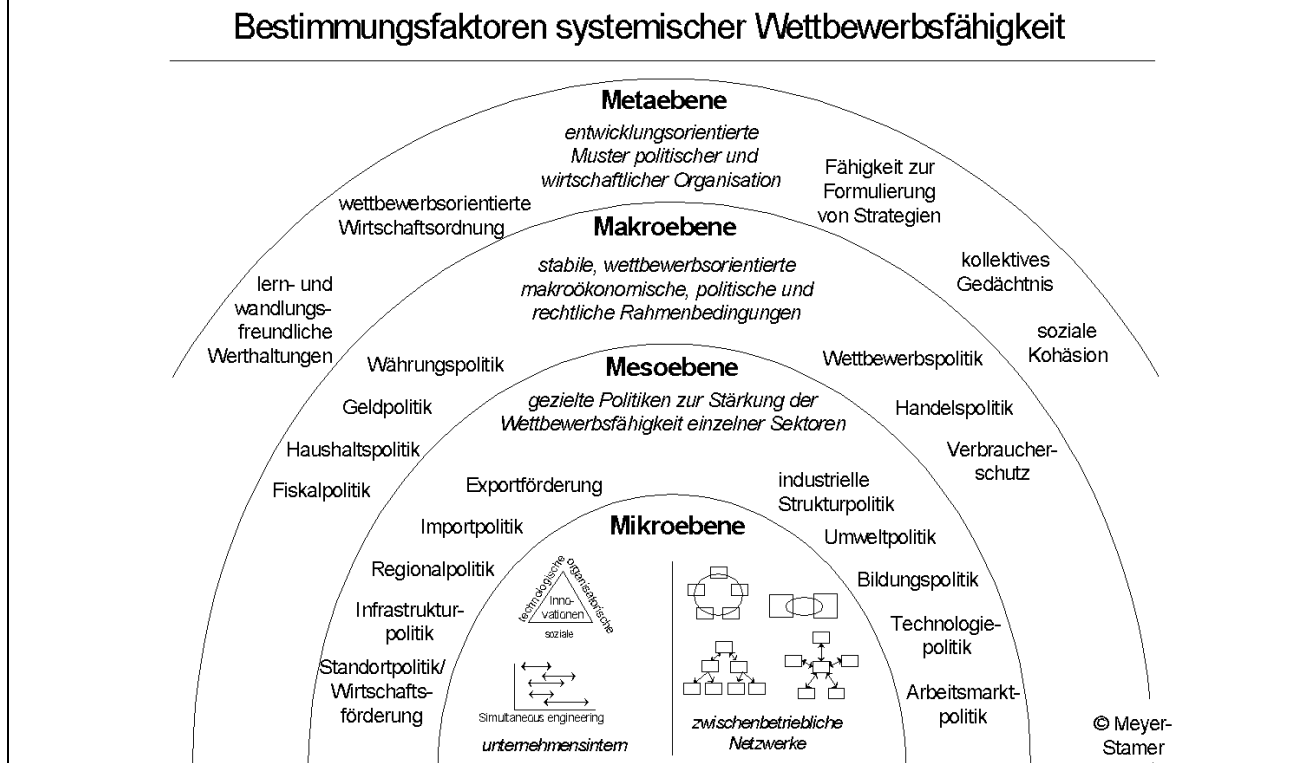 Bestimmungsfaktoren systemischer Wettbewerbsfähigkeit
Metaebene
entwicklungsorientierte
Muster politischer und
wirtschaftlicher Organisation
wettbewerbsorientierte
Wirtschaftsordnung
Fähigkeit zur
Formulierung
von Strategien
lern- und
wandlungs-
freundliche
Werthaltungen
kollektives
Gedächtnis
soziale
Kohäsion
Makroebene
stabile, wettbewerbsorientierte
makroökonomische, politische und
rechtliche Rahmenbedingungen
Währungspolitik
Geldpolitik
Haushaltspolitik
Fiskalpolitik
Wettbewerbspolitik
Handelspolitik
Verbraucher-
schutz
Mesoebene
gezielte Politiken zur Stärkung der
Wettbewerbsfähigkeit einzelner Sektoren
Exportförderung
Importpolitik
Regionalpolitik
Infrastruktur-
politik
Standortpolitik/
Wirtschafts-
förderung
industrielle
Strukturpolitik
Umweltpolitik
Bildungspolitik
Technologie-
politik
Arbeitsmarkt-
politik
Mikroebene
technologische
organisatorische
Inno-
vationen
soziale
Simultaneous engineering
unternehmensintern
zwischenbetriebliche
Netzwerke
© Meyer-
Stamer